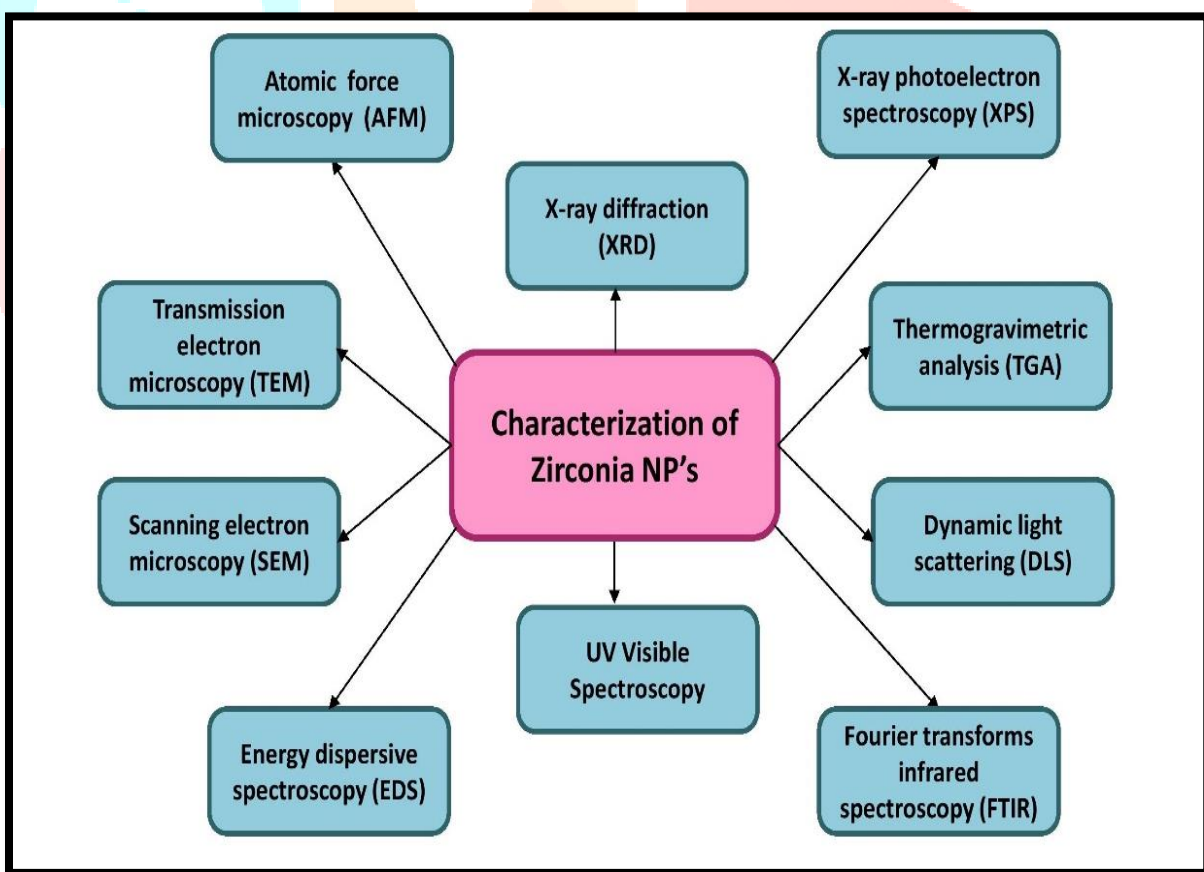 Atomic force
microscopy (AFM)
X-ray photoelectron
spectroscopy (XPS)
X-ray diffraction
(XRD)
Transmission
electron
microscopy (TEM)
Thermogravimetric
analysis (TGA)
Characterization of
Zirconia NP’s
Scanning electron
microscopy (SEM)
Dynamic light
scattering (DLS)
UV Visible
Spectroscopy
Energy dispersive
spectroscopy (EDS)
Fourier transforms
infrared
spectroscopy (FTIR)